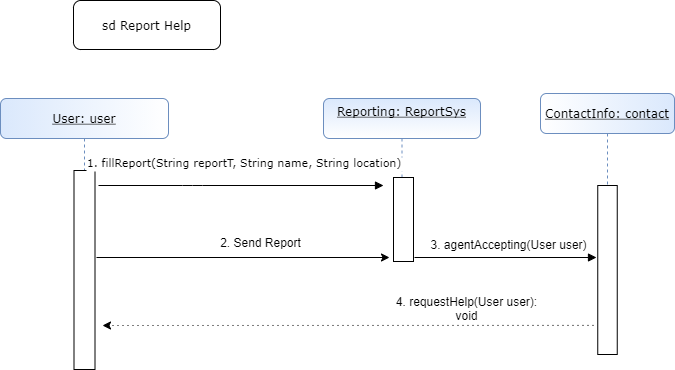 sd Report Help
User: user
Reporting: ReportSys
ContactInfo: contact
1. fillReport(String reportT, String name, String location)
2. Send Report
3. agentAccepting(User user)
4. requestHelp(User user):
void